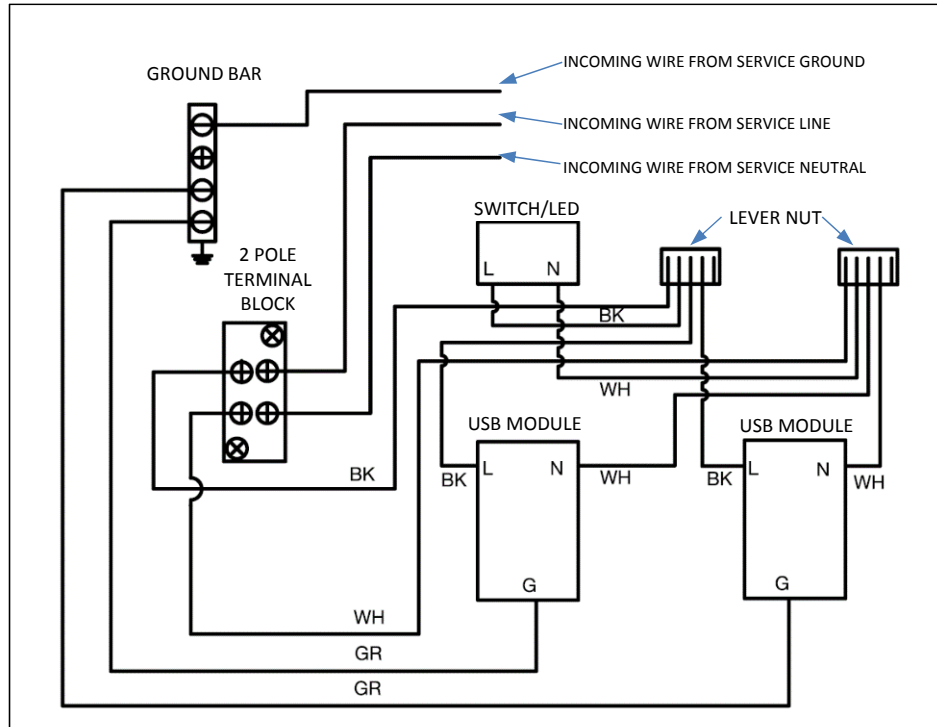 GROUND BAR
INCOMING WIRE FROM SERVICE GROUND
INCOMING WIRE FROM SERVICE LINE
INCOMING WIRE FROM SERVICE NEUTRAL
SWITCH/LED
LEVER NUT
L N
2 POLE
TERMINAL
BLOCK
BK
WH
USB MODULE
USB MODULE
L N
BK
WH
L N
BK
WH
BK
G
G
WH
GR
GR